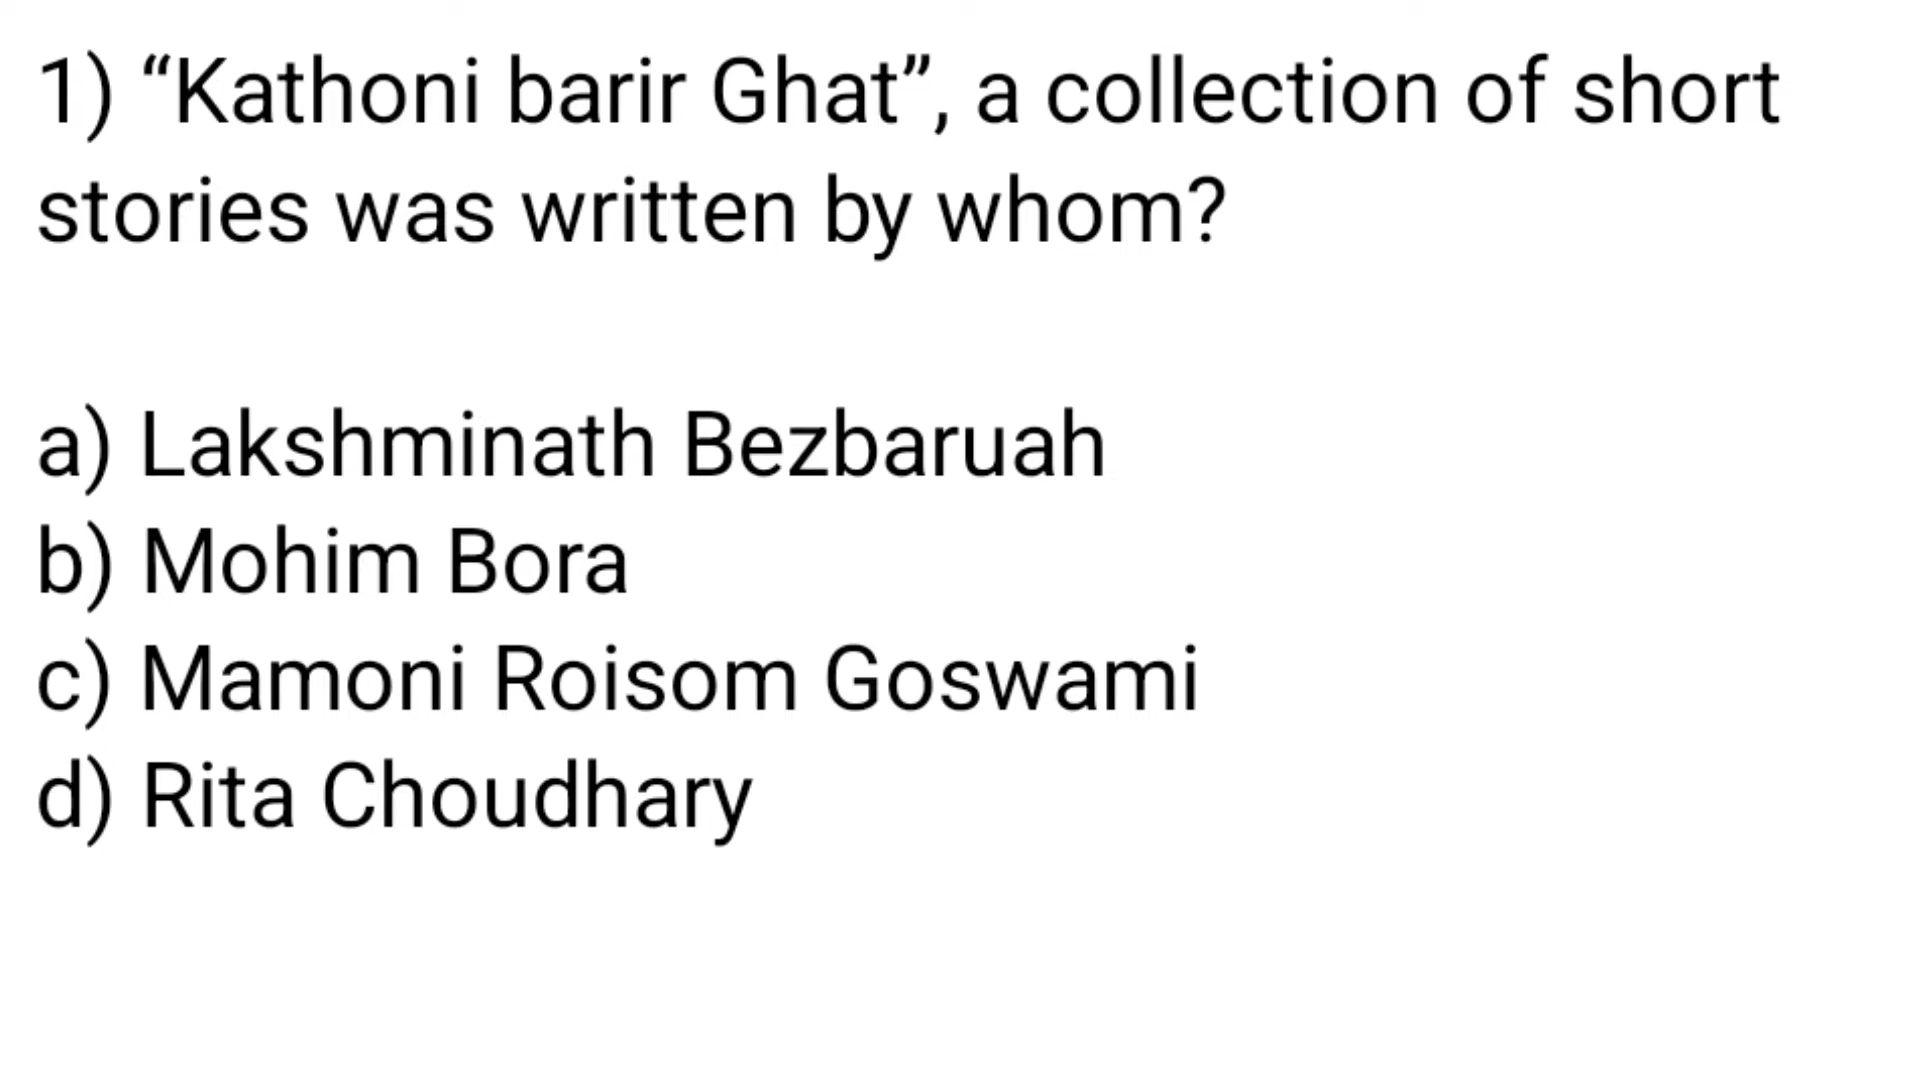 1) “Kathoni barir Ghat”, a collection of short
stories was written by whom?
a) Lakshminath Bezbaruah
b) Mohim Bora
c) Mamoni Roisom Goswami
d) Rita Choudhary